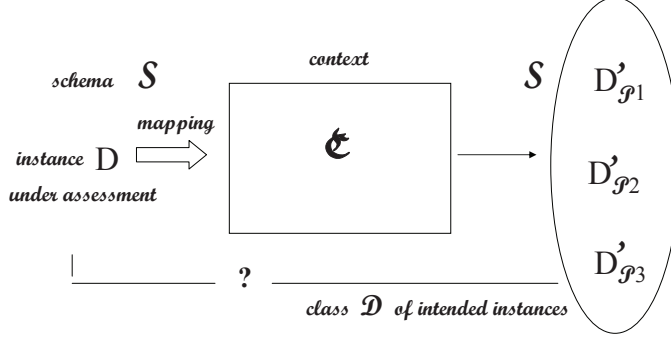 context
schema S
S
D'𝒫1
mapping
ℭ
instance D
under assessment
D'𝒫2
D'𝒫3
?
class 𝒟 of intended instances